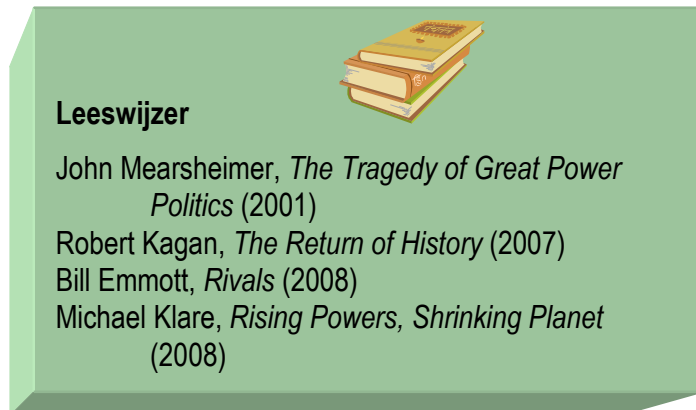 Leeswijzer
John Mearsheimer, The Tragedy of Great Power
Politics (2001)
Robert Kagan, The Return of History (2007)
Bill Emmott, Rivals (2008)
Michael Klare, Rising Powers, Shrinking Planet
(2008)